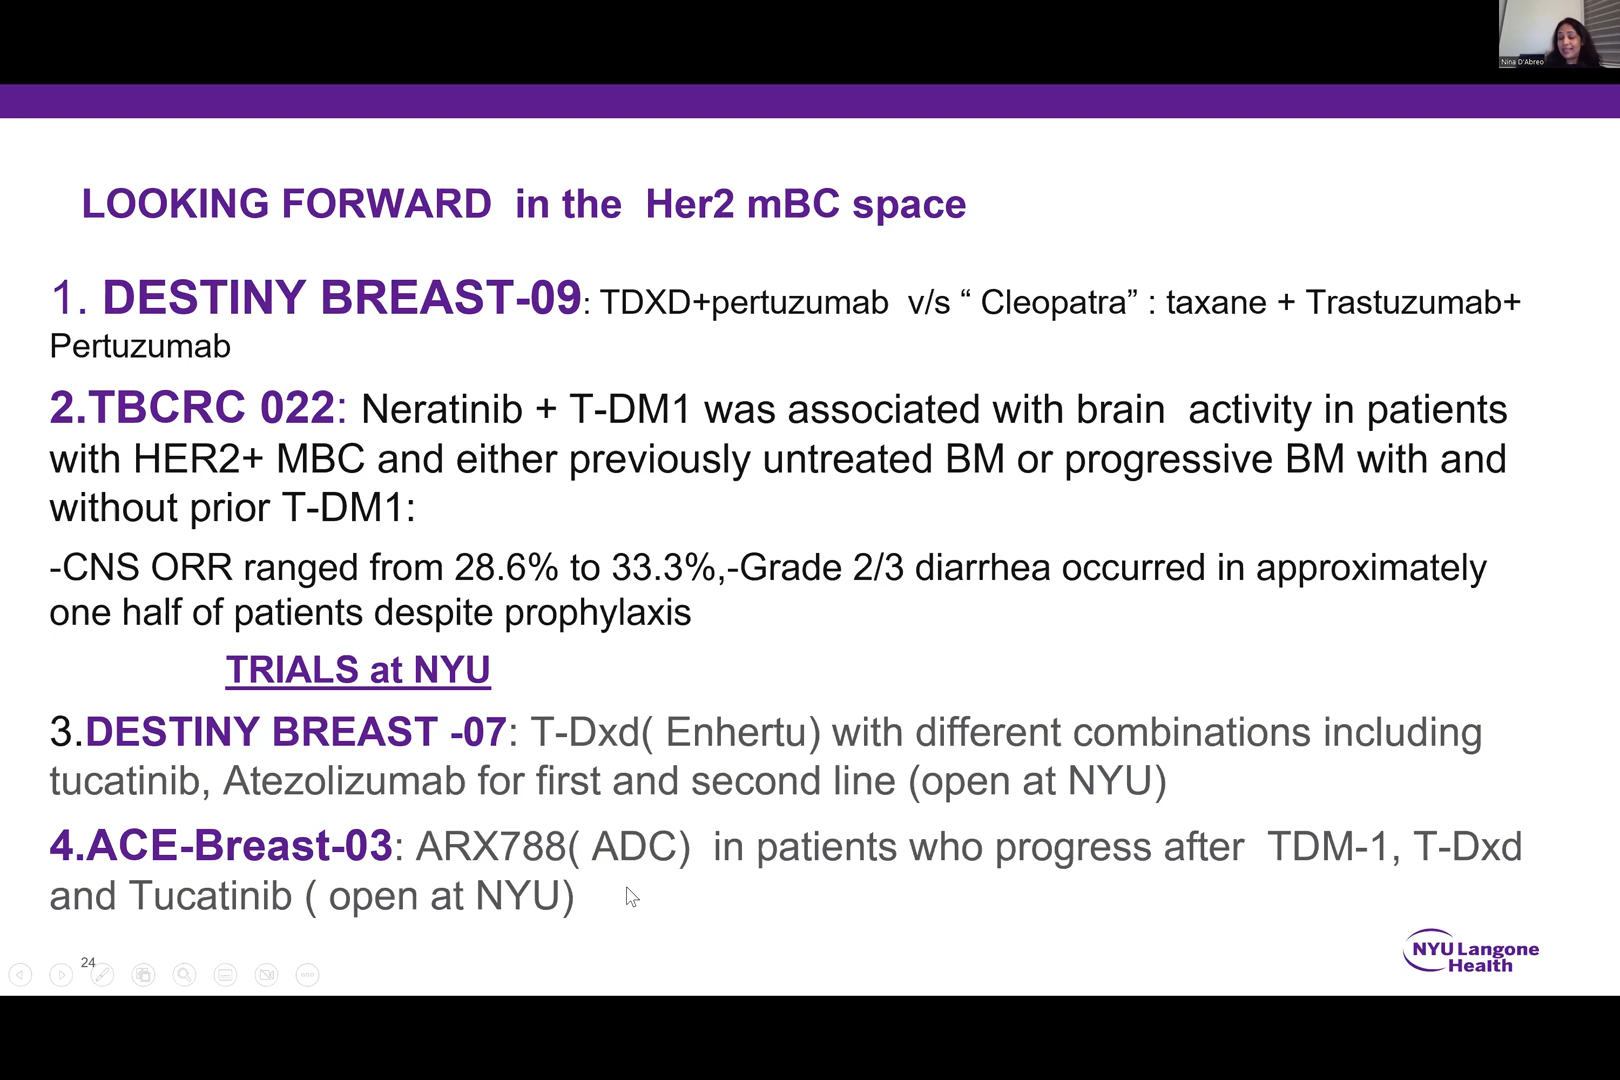 Nina D'Abreo
LOOKING FORWARD in the Her2 mBC space
1. DESTINY BREAST-09: TDXD+pertuzumab v/s “ Cleopatra” : taxane + Trastuzumab+
Pertuzumab
2.TBCRC 022: Neratinib + T-DM1 was associated with brain activity in patients
with HER2+ MBC and either previously untreated BM or progressive BM with and
without prior T-DM1:
-CNS ORR ranged from 28.6% to 33.3%,-Grade 2/3 diarrhea occurred in approximately
one half of patients despite prophylaxis
TRIALS at NYU
3.DESTINY BREAST -07: T-Dxd( Enhertu) with different combinations including
tucatinib, Atezolizumab for first and second line (open at NYU)
4.ACE-Breast-03: ARX788( ADC) in patients who progress after TDM-1, T-Dxd
and Tucatinib ( open at NYU)
24
NYU Langone
Health